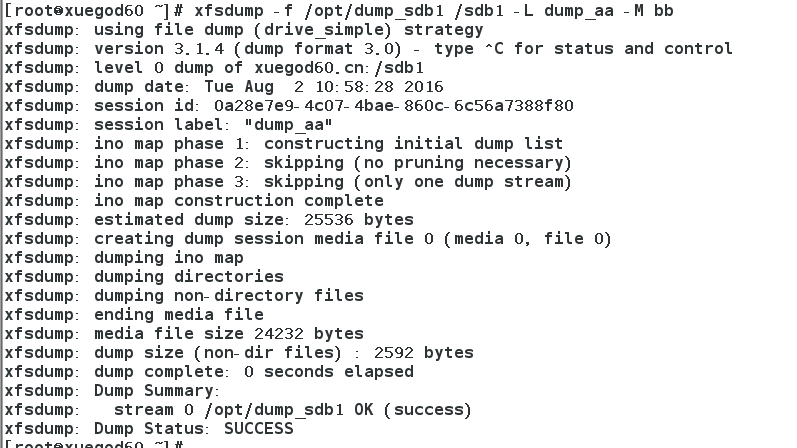 [root@xuegod60 ~]# xfsdump -f /opt/dump_sdb1 /sdb1 -L dump_aa -M bb
xfsdump: using file dump (drive_simple) strategy
xfsdump: version 3.1.4 (dump format 3.0) - type ^C for status and control
xfsdump: level 0 dump of xuegod60.cn:/sdb1
xfsdump: dump date: Tue Aug  2 10:58:28 2016
xfsdump: session id: 0a28e7e9-4c07-4bae-860c-6c56a7388f80
xfsdump: session label: "dump_aa"
xfsdump: ino map phase 1: constructing initial dump list
xfsdump: ino map phase 2: skipping (no pruning necessary)
xfsdump: ino map phase 3: skipping (only one dump stream)
xfsdump: ino map construction complete
xfsdump: estimated dump size: 25536 bytes
xfsdump: creating dump session media file 0 (media 0, file 0)
xfsdump: dumping ino map
xfsdump: dumping directories
xfsdump: dumping non-directory files
xfsdump: ending media file
xfsdump: media file size 24232 bytes
xfsdump: dump size (non-dir files) : 2592 bytes
xfsdump: dump complete: 0 seconds elapsed
xfsdump: Dump Summary:
xfsdump:   stream 0 /opt/dump_sdb1 OK (success)
xfsdump: Dump Status: SUCCESS
[root@xuegod60 ~]#